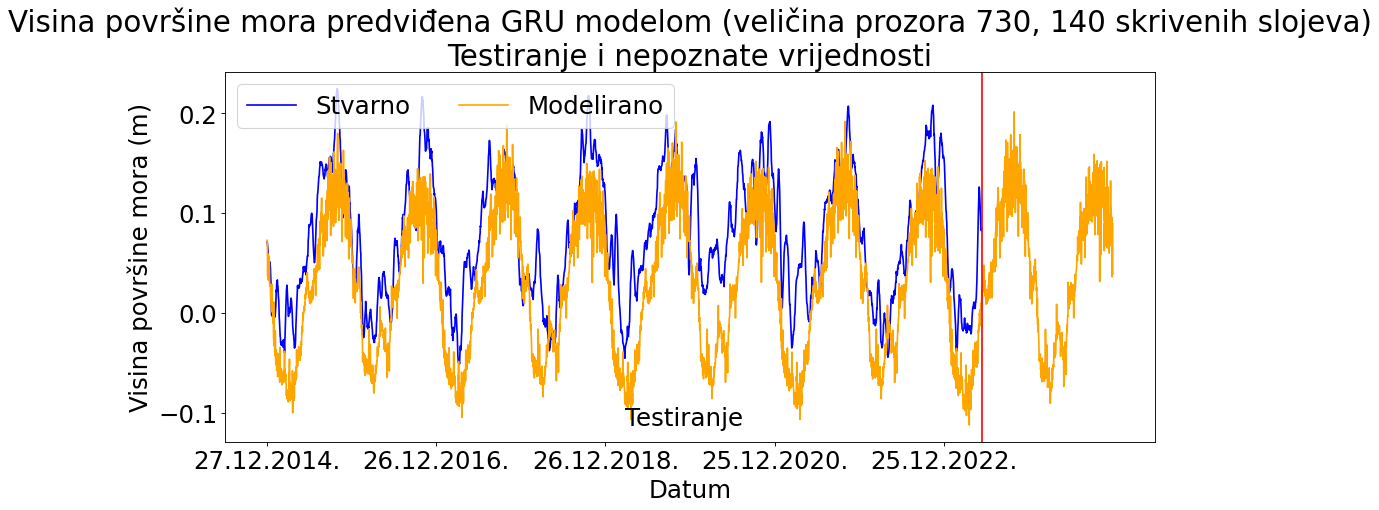 Visina površine mora predviđena GRU modelom (veličina prozora 730, 140 skrivenih slojeva)
Testiranje i nepoznate vrijednosti
Stvarno Modelirano
Visina površine mora (m)
0.2
0.1
0.0
−0.1
Testiranje
27.12.2014. 26.12.2016. 26.12.2018. 25.12.2020. 25.12.2022.
Datum